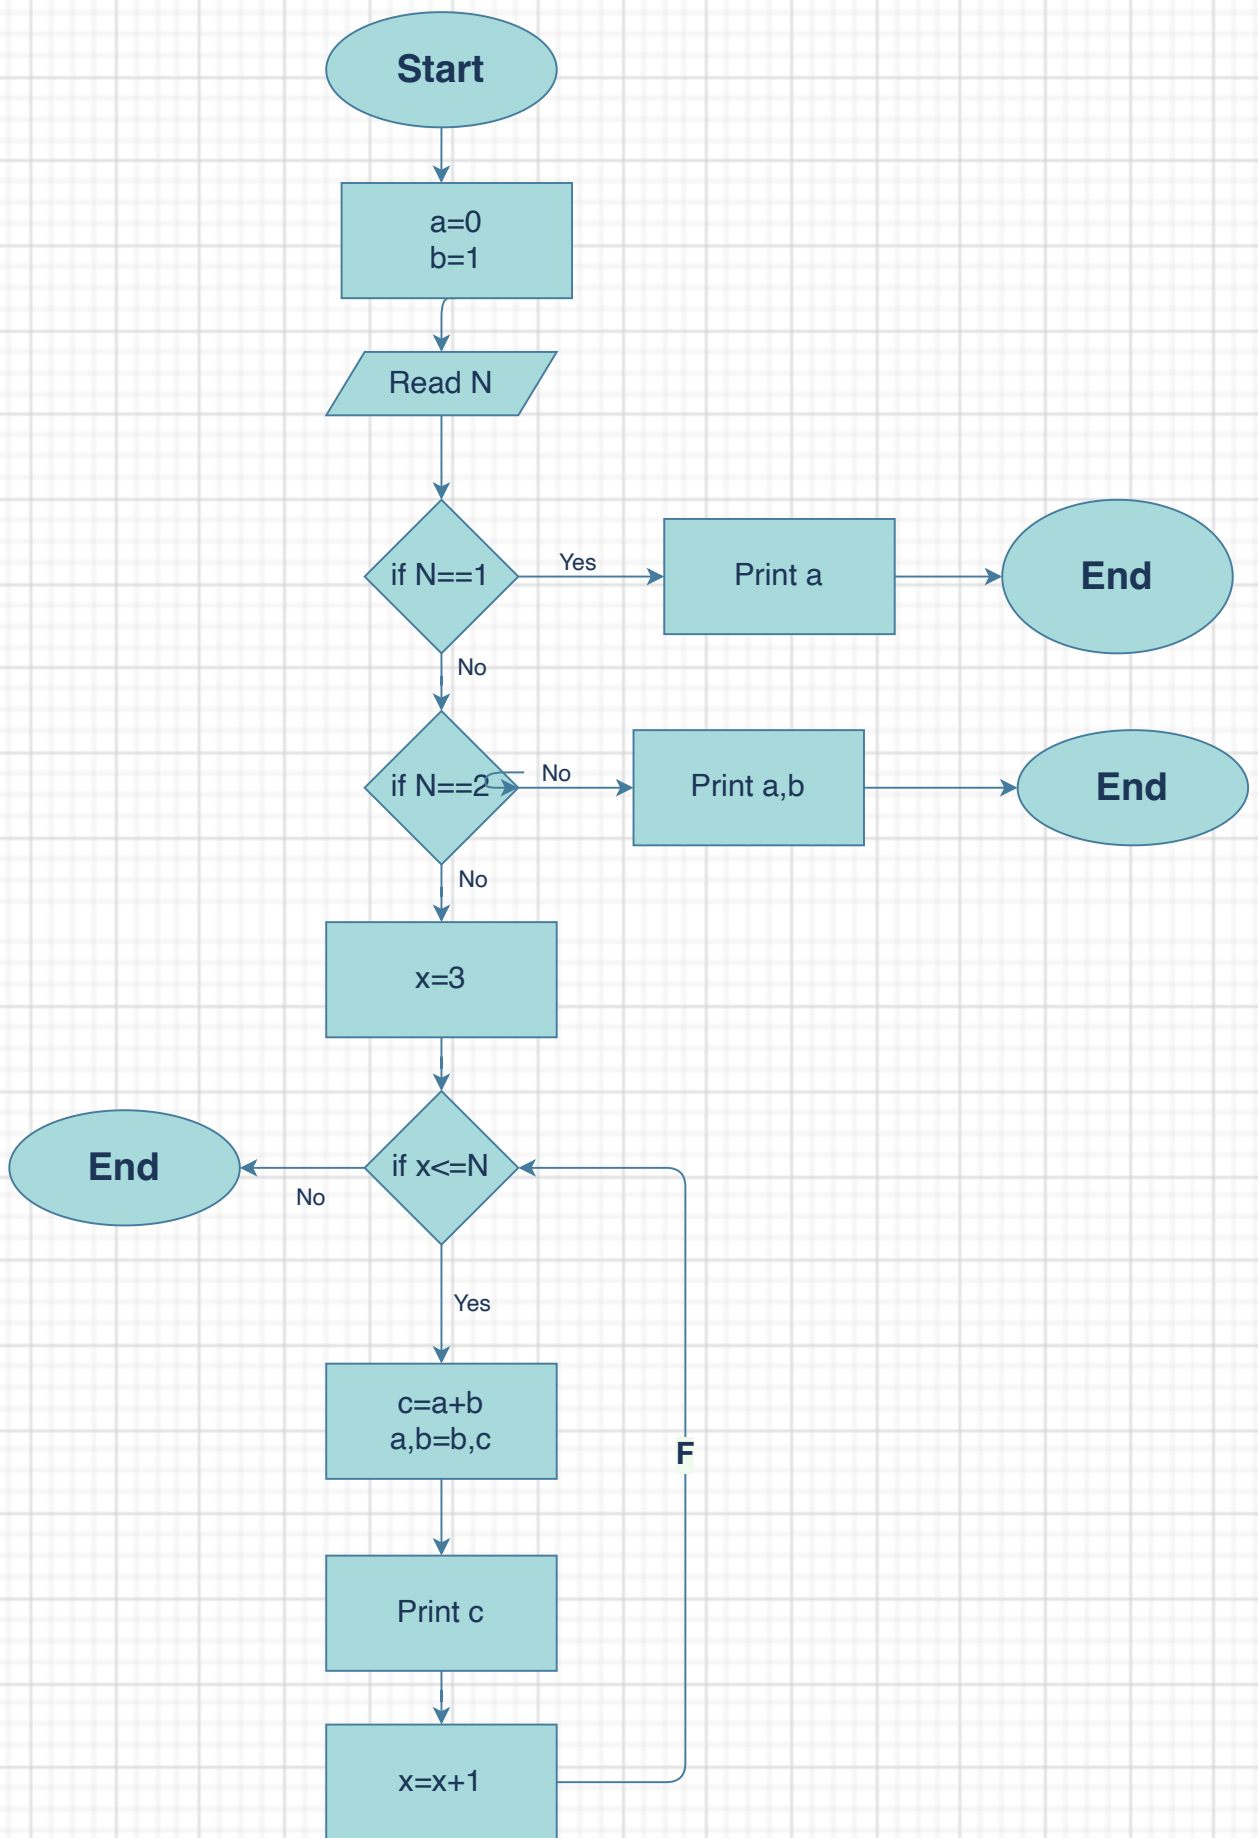 Start
a=0
b=1
Read N
if N==1
Yes
Print a
End
No
if N==2
No
Print a,b
End
No
x=3
if x<=N
End
No
Yes
c=a+b
a,b=b,c
F
Print c
x=x+1